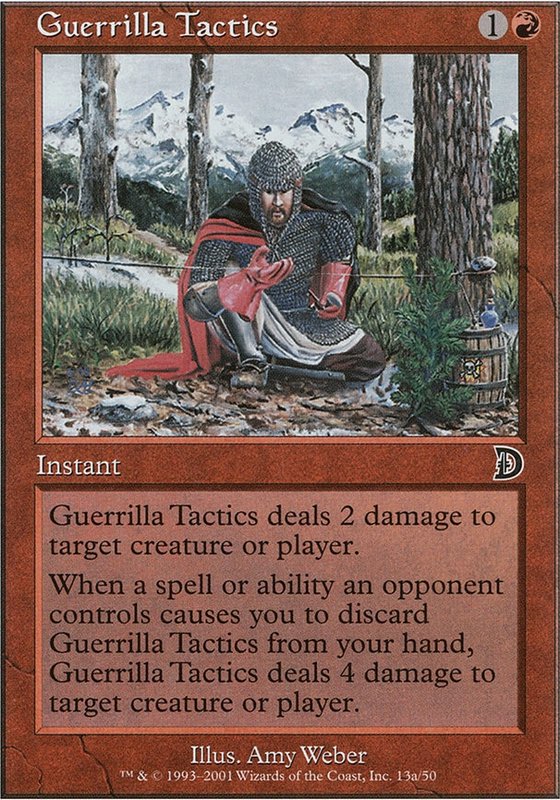 Guerrilla Tactics 1
Instant
Guerrilla Tactics deals 2 damage to
target creature or player.
When a spell or ability an opponent
controls causes you to discard
Guerrilla Tactics from your hand,
Guerrilla Tactics deals 4 damage to
target creature or player.
Illus. Amy Weber
™ & © 1993–2001 Wizards of the Coast, Inc. 13a/50